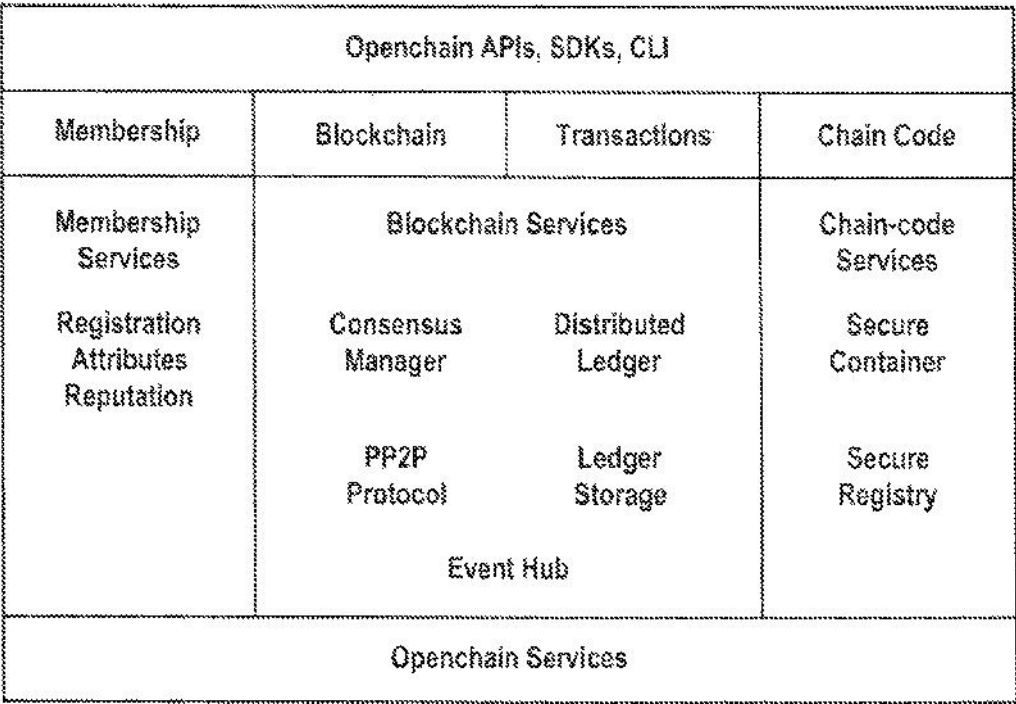 Openchain APIs, SDKs, CLI
Membership
Blockchain
Transactions
Chain Code
Membership
Services
Registration
Attributes
Reputation
Blockchain Services
Consensus
Manager
Distributed
Ledger
PP2P
Protocol
Ledger
Storage
Event Hub
Chain-code
Services
Secure
Container
Secure
Registry
Openchain Services